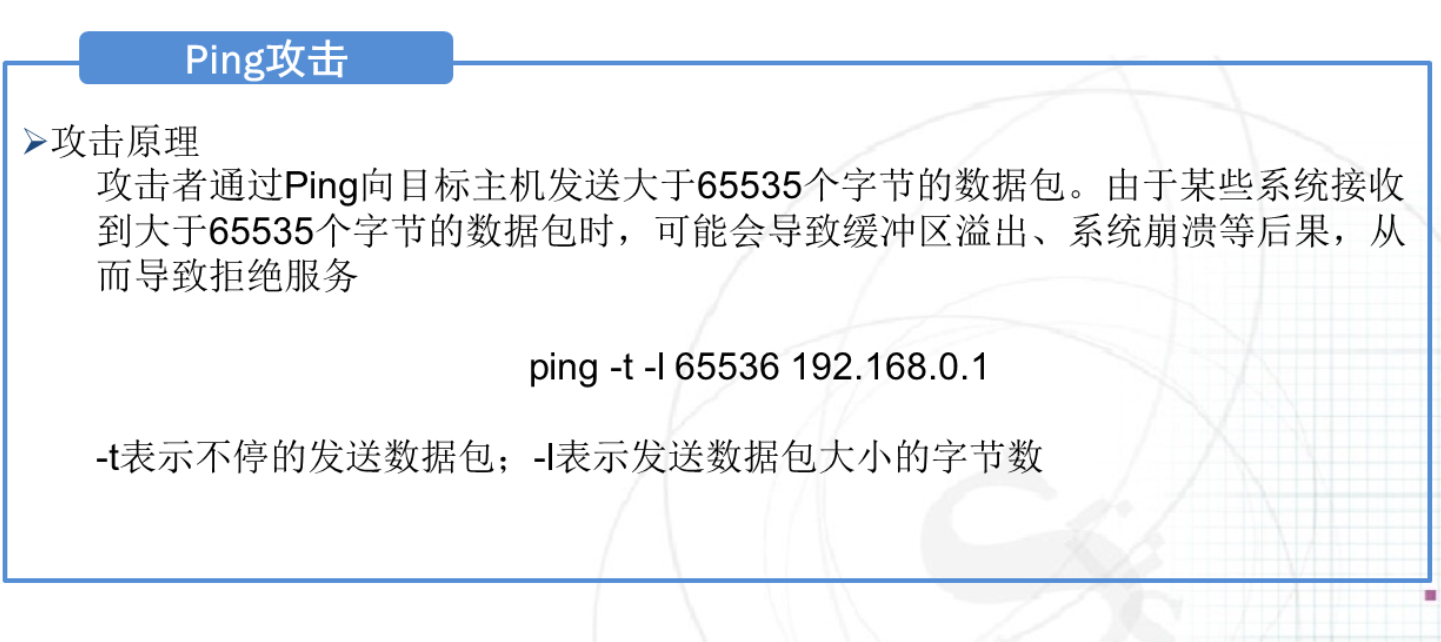 Ping攻击
➢攻击原理
攻击者通过Ping向目标主机发送大于65535个字节的数据包。由于某些系统接收
到大于65535个字节的数据包时，可能会导致缓冲区溢出、系统崩溃等后果，从
而导致拒绝服务
ping -t -l 65536 192.168.0.1
-t表示不停的发送数据包；-l表示发送数据包大小的字节数